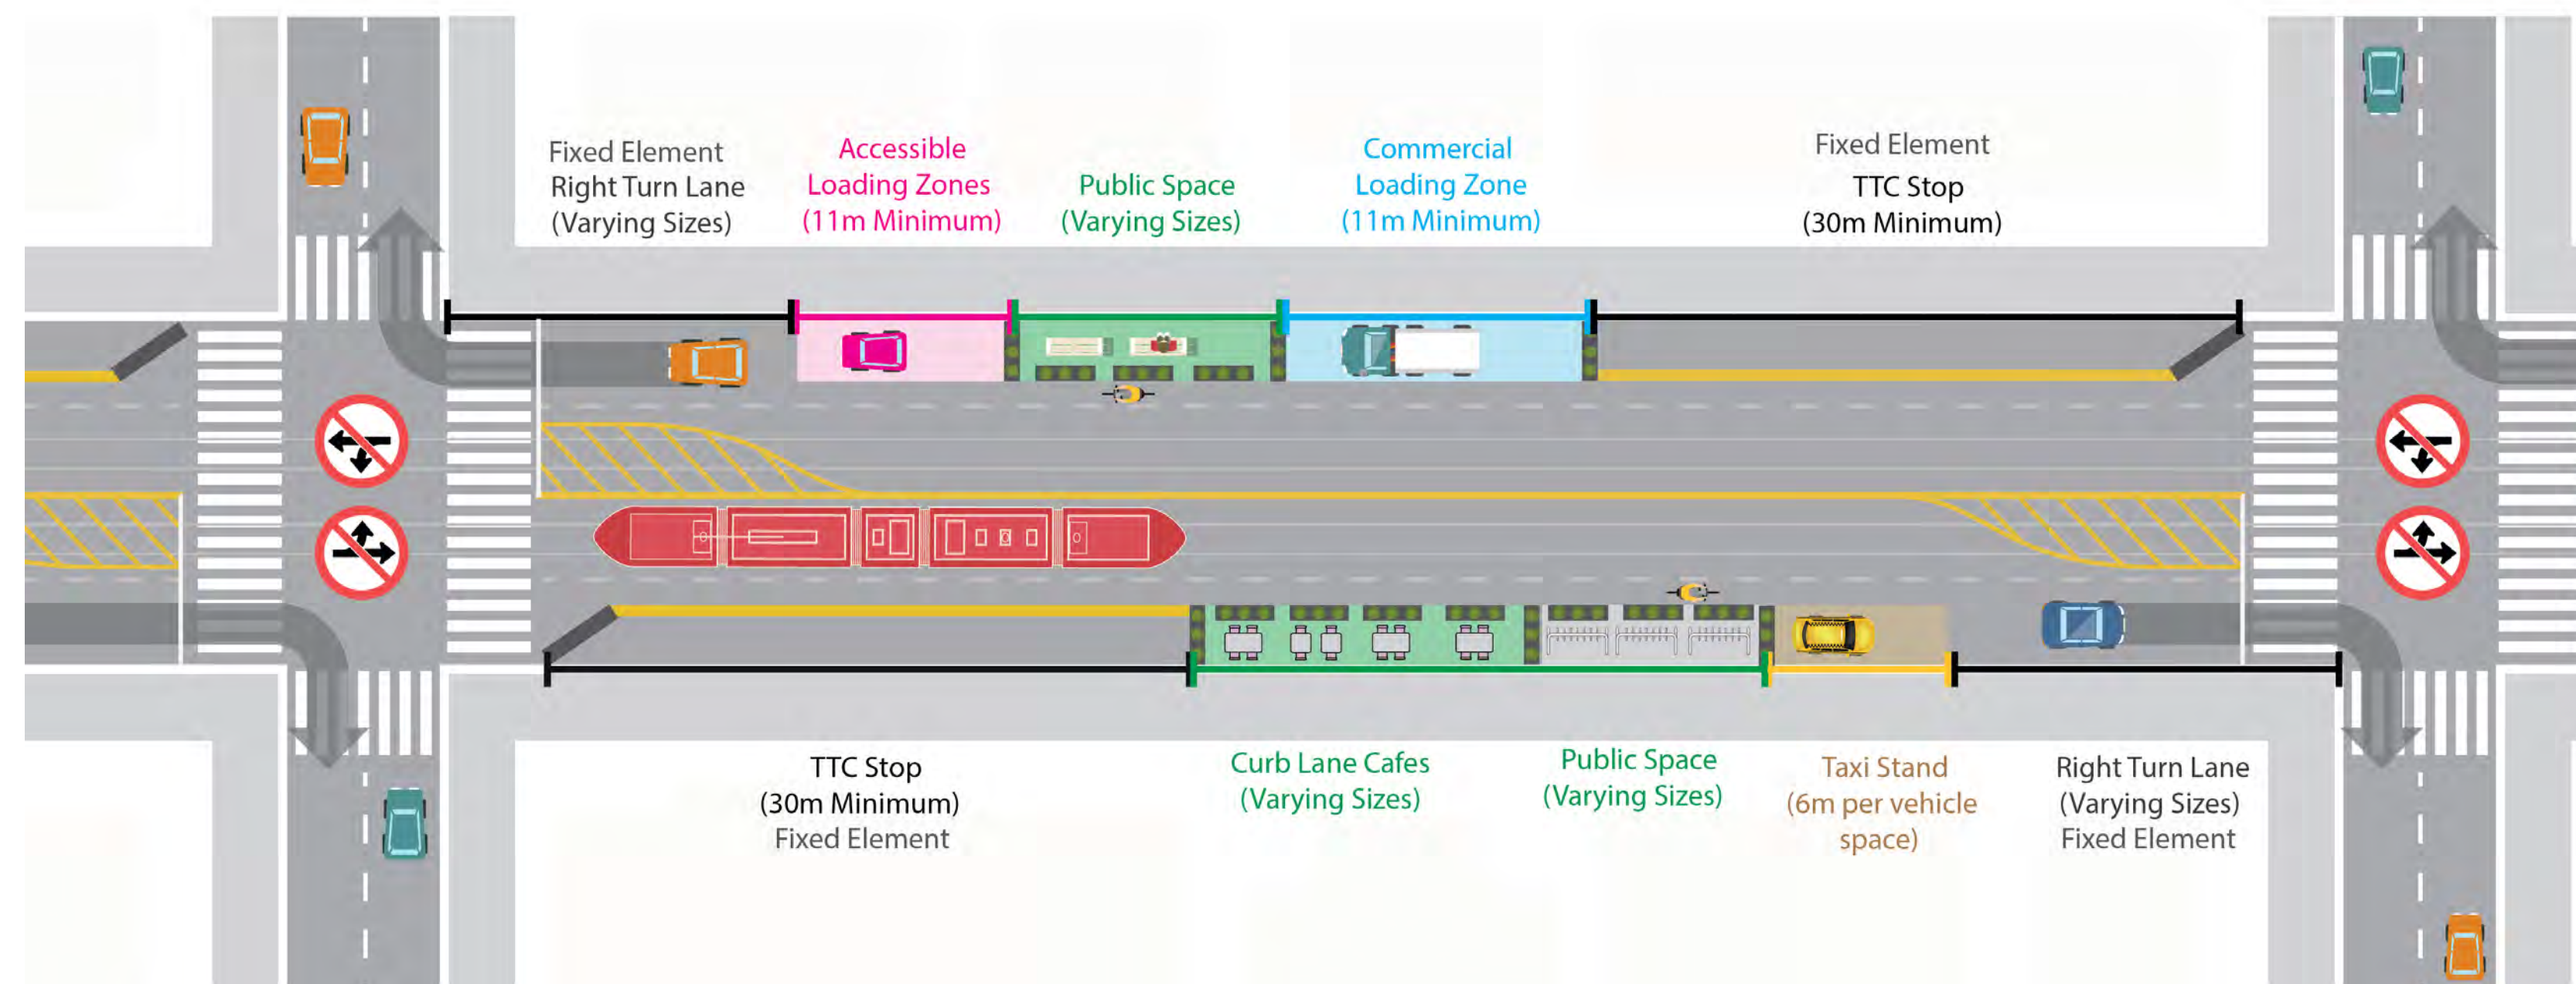 Fixed Element
Right Turn Lane
(Varying Sizes)
Accessible
Loading Zones
(11m Minimum)
Public Space
(Varying Sizes)
Commercial
Loading Zone
(11m Minimum)
Fixed Element
TTC Stop
(30m Minimum)
TTC Stop
(30m Minimum)
Fixed Element
Curb Lane Cafes
(Varying Sizes)
Public Space
(Varying Sizes)
Taxi Stand
(6m per vehicle
space)
Right Turn Lane
(Varying Sizes)
Fixed Element